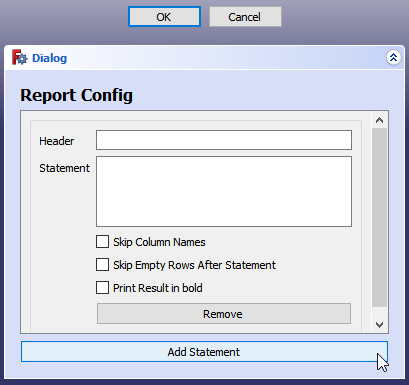 OK Cancel
Dialog
Report Config
Header
Statement
Skip Column Names
Skip Empty Rows After Statement
Print Result in bold
Remove
Add Statement